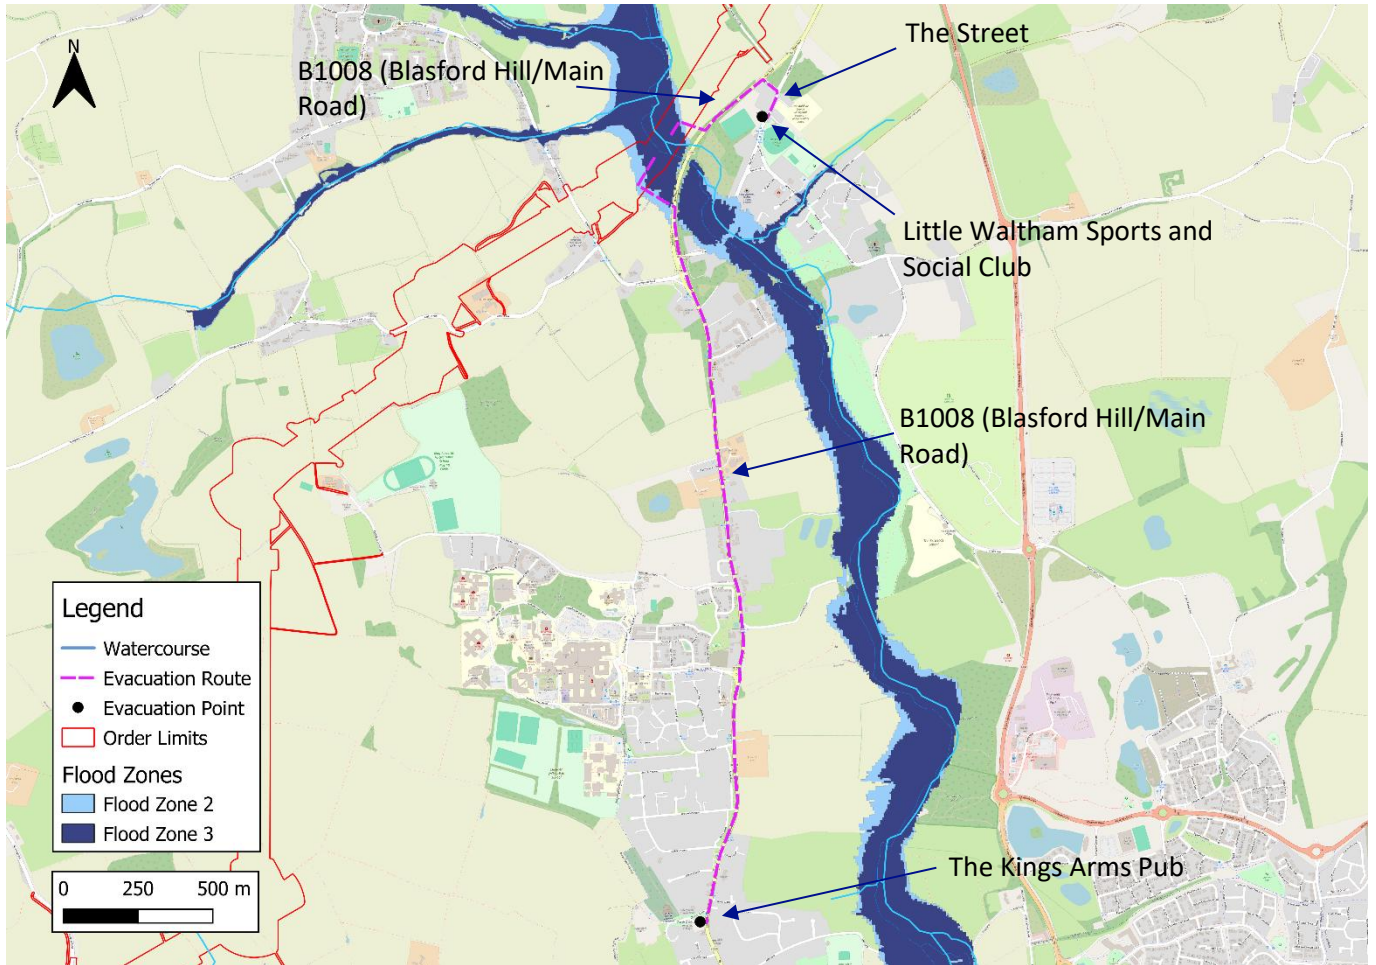 The Street
N
B1008 (Blasford Hill/Main
Road)
Little Waltham Sports and
Social Club
B1008 (Blasford Hill/Main
Road)
Legend
Watercourse
Evacuation Route
Evacuation Point
Order Limits
Flood Zones
Flood Zone 2
Flood Zone 3
0 250 500 m
The Kings Arms Pub